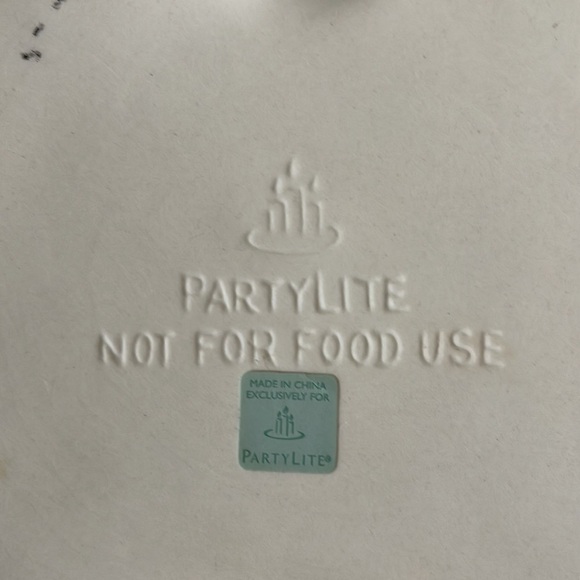 PARTYLITE
NOT FOR FOOD USE
MADE IN CHINA
EXCLUSIVELY FOR
PARTYLITE®